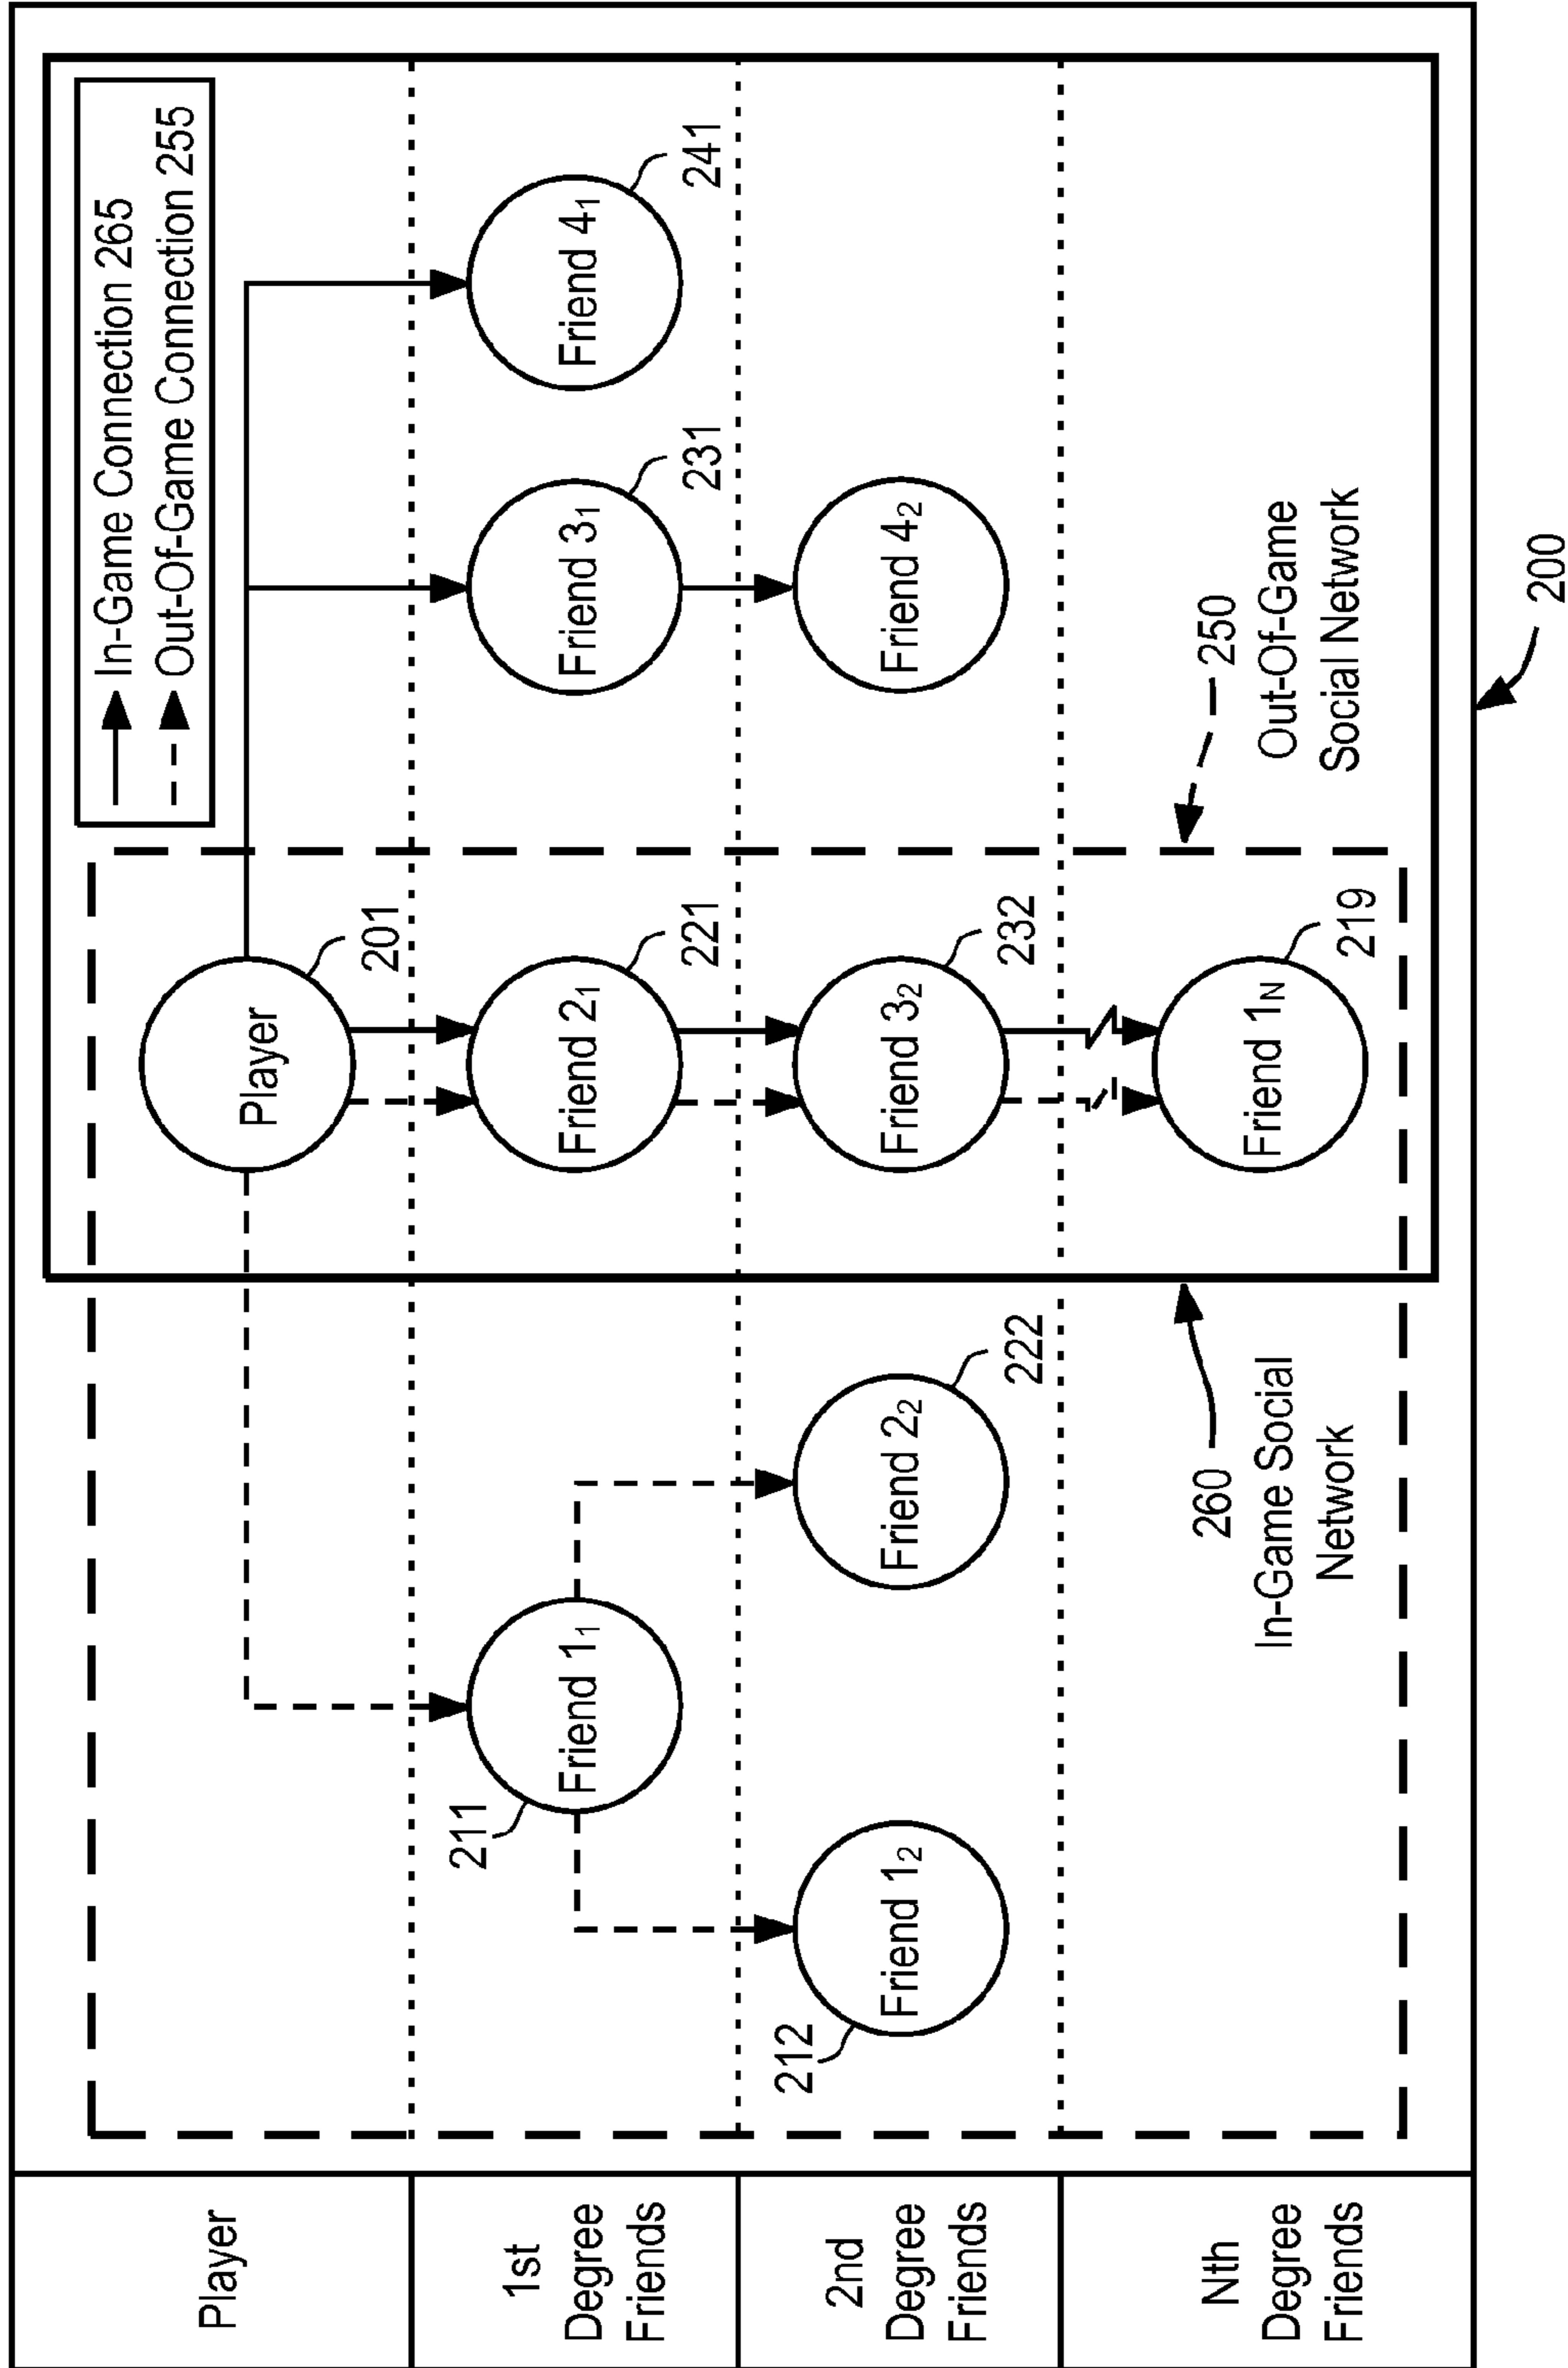 Player
1st
Degree
Friends
2nd
Degree
Friends
Nth
Degree
Friends
In-Game Connection 265
Out-Of-Game Connection 255
Player
201
211
Friend 1₁
Friend 2₁
221
Friend 3₁
231
Friend 4₁
241
212
Friend 1₂
Friend 2₂
222
Friend 3₂
232
Friend 4₂
260
In-Game Social
Network
Friend 1N
219
250
Out-Of-Game
Social Network
200